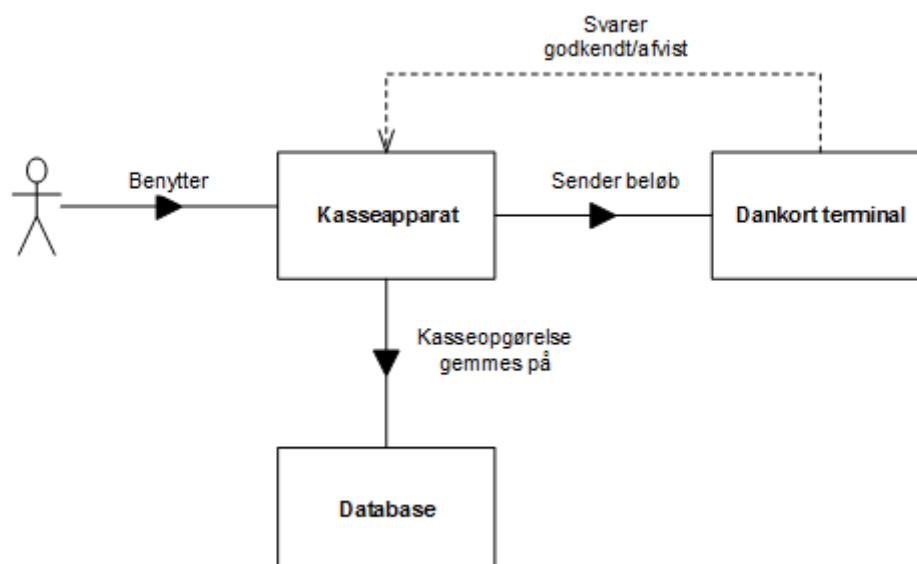 Svarer
godkendt/afvist
Benytter
Kasseapparat
Sender beløb
Dankort terminal
Kasseopgørelse
gemmes på
Database